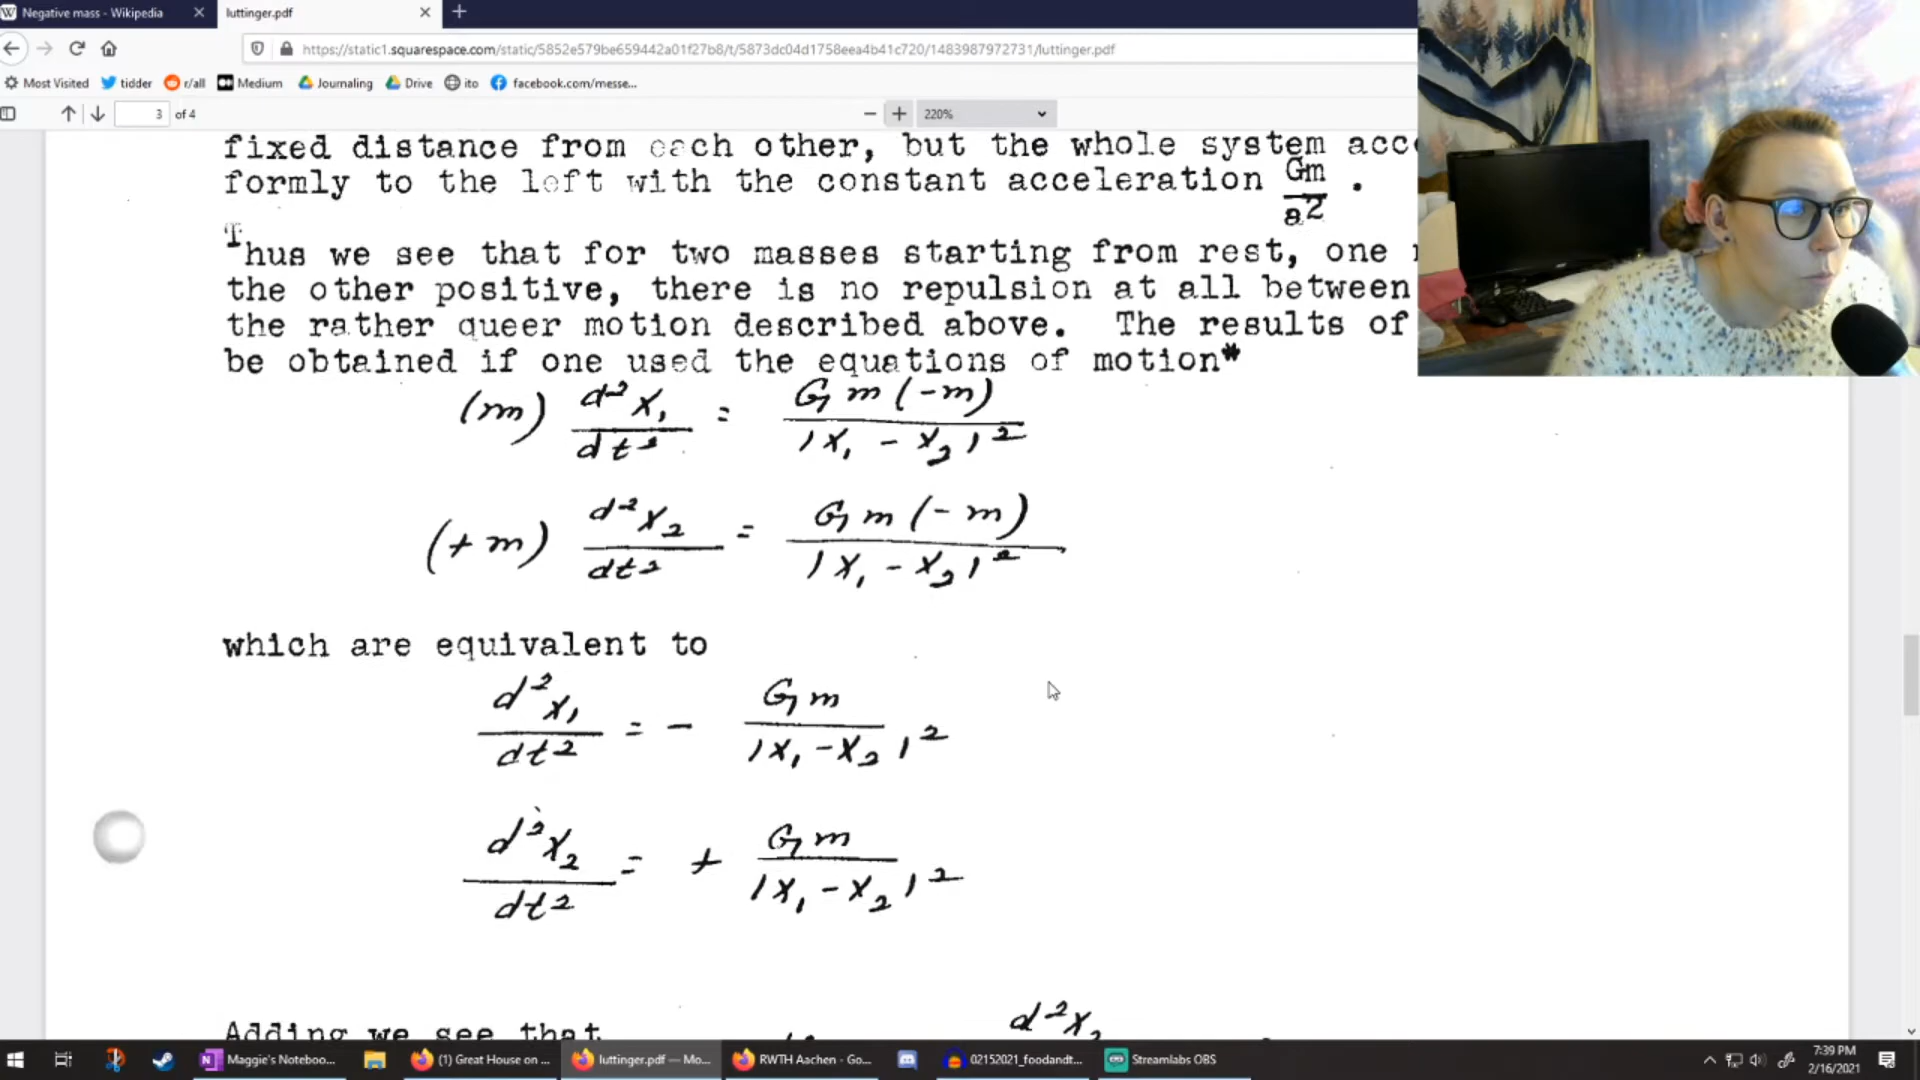 Negative mass - Wikipedia
luttinger.pdf
https://static1.squarespace.com/static/5852e579be659442a01f27b8/t/5873dc04d1758eea4b41c720/1483987972731/luttinger.pdf
Most Visited tidder r/all Medium Journaling Drive ito facebook.com/messe...
3 of 4 220%
fixed distance from each other, but the whole system acc
formly to the left with the constant acceleration Gm/a2 .
Thus we see that for two masses starting from rest, one
the other positive, there is no repulsion at all between
the rather queer motion described above. The results of
be obtained if one used the equations of motion*
(m) d²x₁/dt² = Gm(-m)/|x₁ - x₂|²
(+m) d²x₂/dt² = Gm(-m)/|x₁ - x₂|²
which are equivalent to
d²x₁/dt² = - Gm/|x₁-x₂|²
d²x₂/dt² = + Gm/|x₁-x₂|²
Adding we see that
d²x₂
Maggie's Noteboo... (1) Great House on ... luttinger.pdf — Mo... RWTH Aachen - Go... 02152021_foodandt... Streamlabs OBS
7:39 PM
2/16/2021